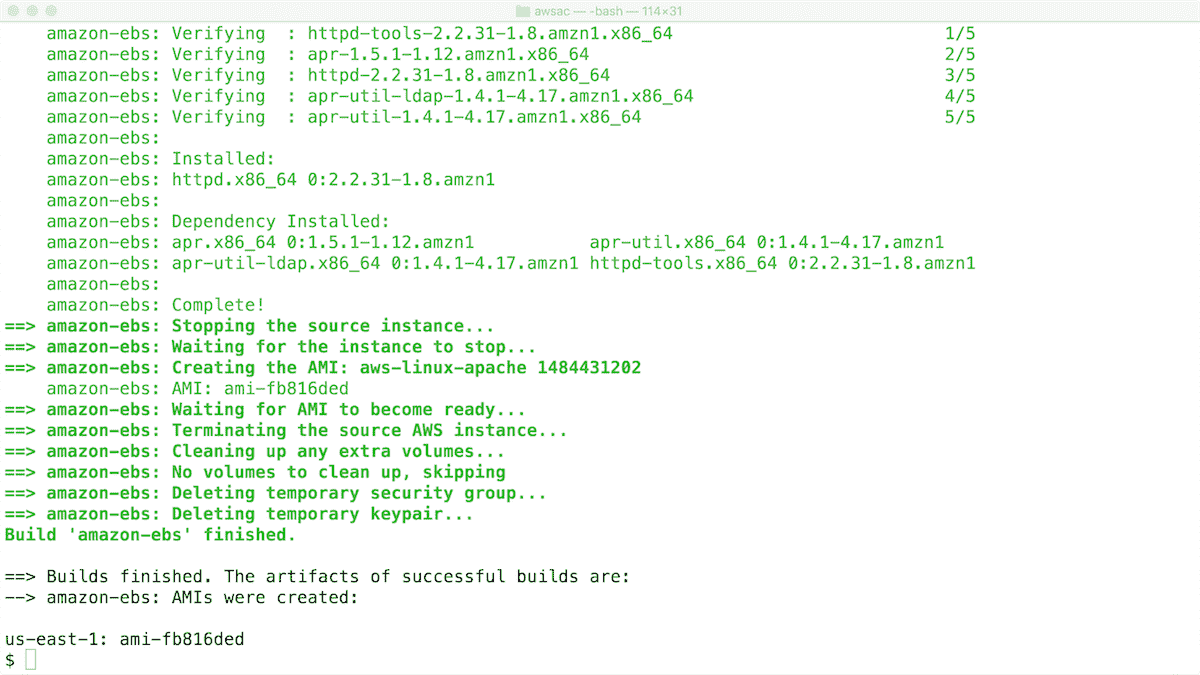 awsac — -bash — 114×31
amazon-ebs: Verifying  : httpd-tools-2.2.31-1.8.amzn1.x86_64                          1/5
amazon-ebs: Verifying  : apr-1.5.1-1.12.amzn1.x86_64                                  2/5
amazon-ebs: Verifying  : httpd-2.2.31-1.8.amzn1.x86_64                                3/5
amazon-ebs: Verifying  : apr-util-ldap-1.4.1-4.17.amzn1.x86_64                        4/5
amazon-ebs: Verifying  : apr-util-1.4.1-4.17.amzn1.x86_64                             5/5
amazon-ebs:
amazon-ebs: Installed:
amazon-ebs: httpd.x86_64 0:2.2.31-1.8.amzn1
amazon-ebs:
amazon-ebs: Dependency Installed:
amazon-ebs: apr.x86_64 0:1.5.1-1.12.amzn1           apr-util.x86_64 0:1.4.1-4.17.amzn1
amazon-ebs: apr-util-ldap.x86_64 0:1.4.1-4.17.amzn1 httpd-tools.x86_64 0:2.2.31-1.8.amzn1
amazon-ebs:
amazon-ebs: Complete!
==> amazon-ebs: Stopping the source instance...
==> amazon-ebs: Waiting for the instance to stop...
==> amazon-ebs: Creating the AMI: aws-linux-apache 1484431202
amazon-ebs: AMI: ami-fb816ded
==> amazon-ebs: Waiting for AMI to become ready...
==> amazon-ebs: Terminating the source AWS instance...
==> amazon-ebs: Cleaning up any extra volumes...
==> amazon-ebs: No volumes to clean up, skipping
==> amazon-ebs: Deleting temporary security group...
==> amazon-ebs: Deleting temporary keypair...
Build 'amazon-ebs' finished.
==> Builds finished. The artifacts of successful builds are:
--> amazon-ebs: AMIs were created:
us-east-1: ami-fb816ded
$